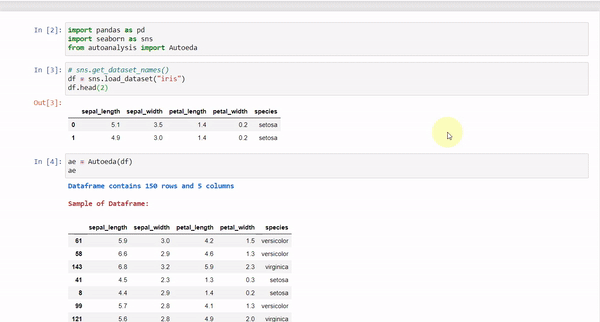 In [2]: import pandas as pd
import seaborn as sns
from autoanalysis import Autoeda
In [3]: # sns.get_dataset_names()
df = sns.load_dataset("iris")
df.head(2)
Out[3]:
sepal_length sepal_width petal_length petal_width species
0 5.1 3.5 1.4 0.2 setosa
1 4.9 3.0 1.4 0.2 setosa
In [4]: ae = Autoeda(df)
ae
Dataframe contains 150 rows and 5 columns
Sample of Dataframe:
sepal_length sepal_width petal_length petal_width species
61 5.9 3.0 4.2 1.5 versicolor
58 6.6 2.9 4.6 1.3 versicolor
143 6.8 3.2 5.9 2.3 virginica
41 4.5 2.3 1.3 0.3 setosa
8 4.4 2.9 1.4 0.2 setosa
99 5.7 2.8 4.1 1.3 versicolor
121 5.6 2.8 4.9 2.0 virginica